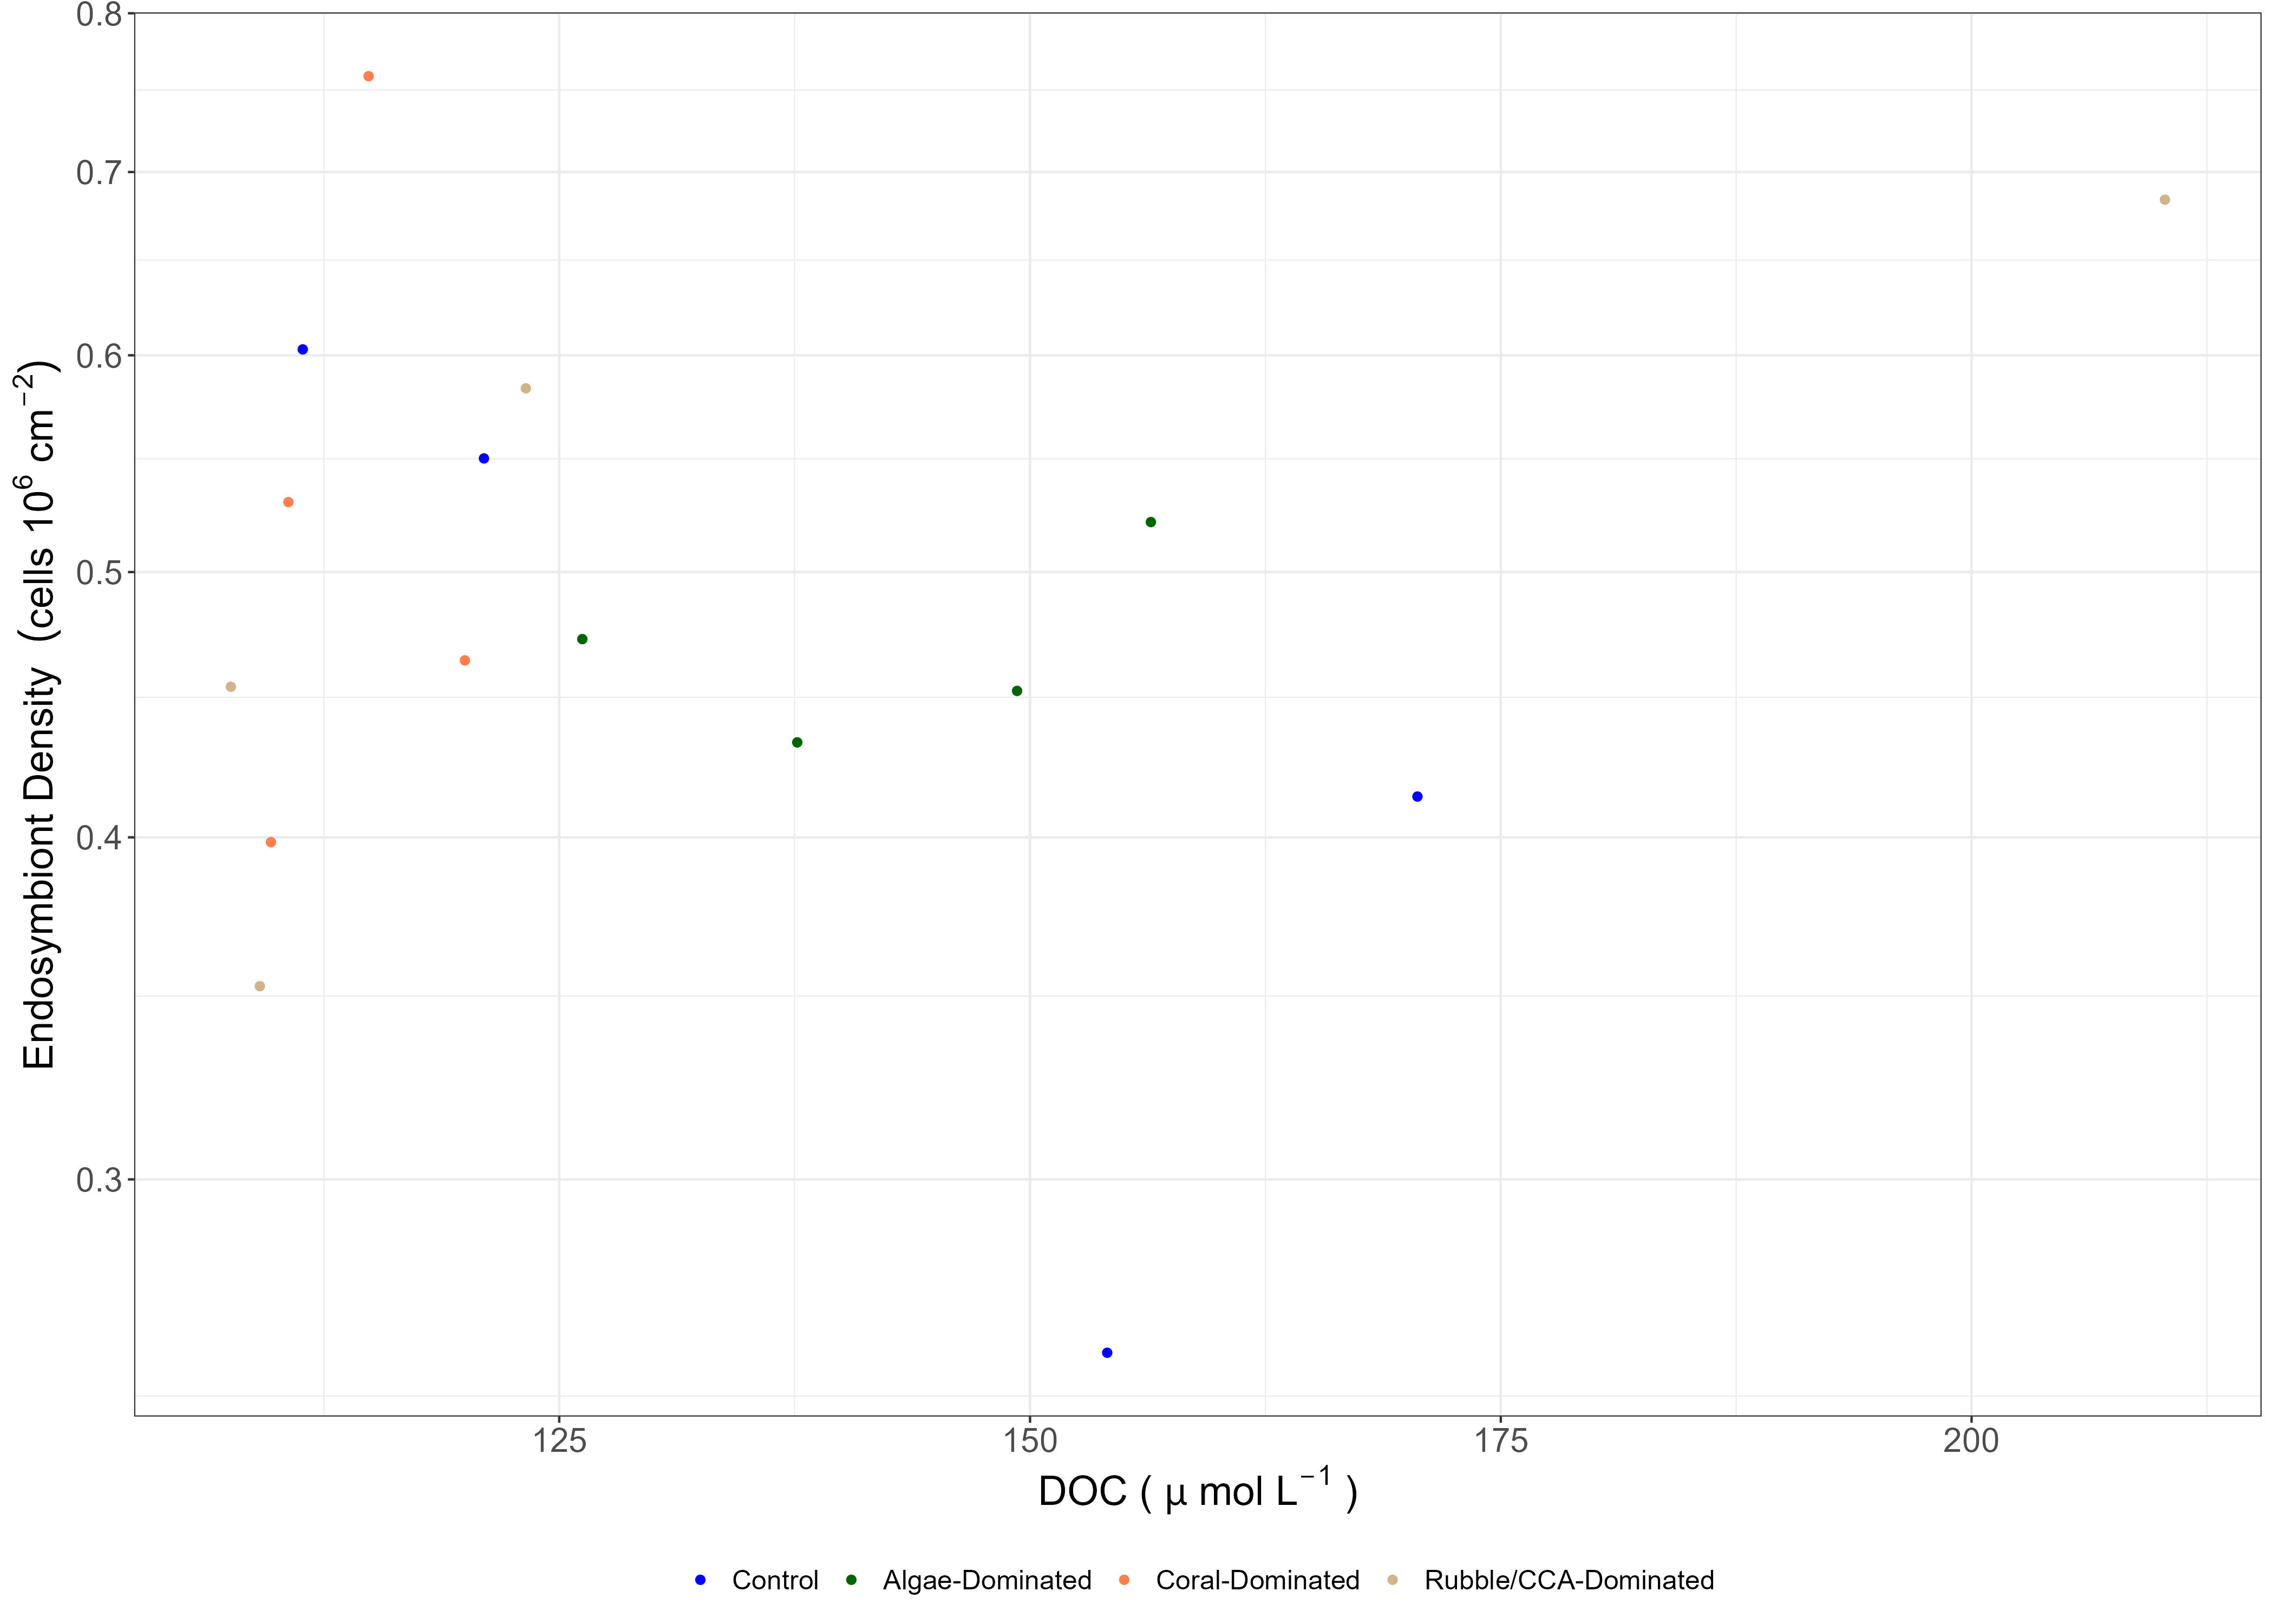 0.8
0.7
0.6
0.5
0.4
0.3
Endosymbiont Density (cells 10⁶ cm⁻²)
125 150 175 200
DOC ( μ mol L⁻¹ )
Control Algae-Dominated Coral-Dominated Rubble/CCA-Dominated